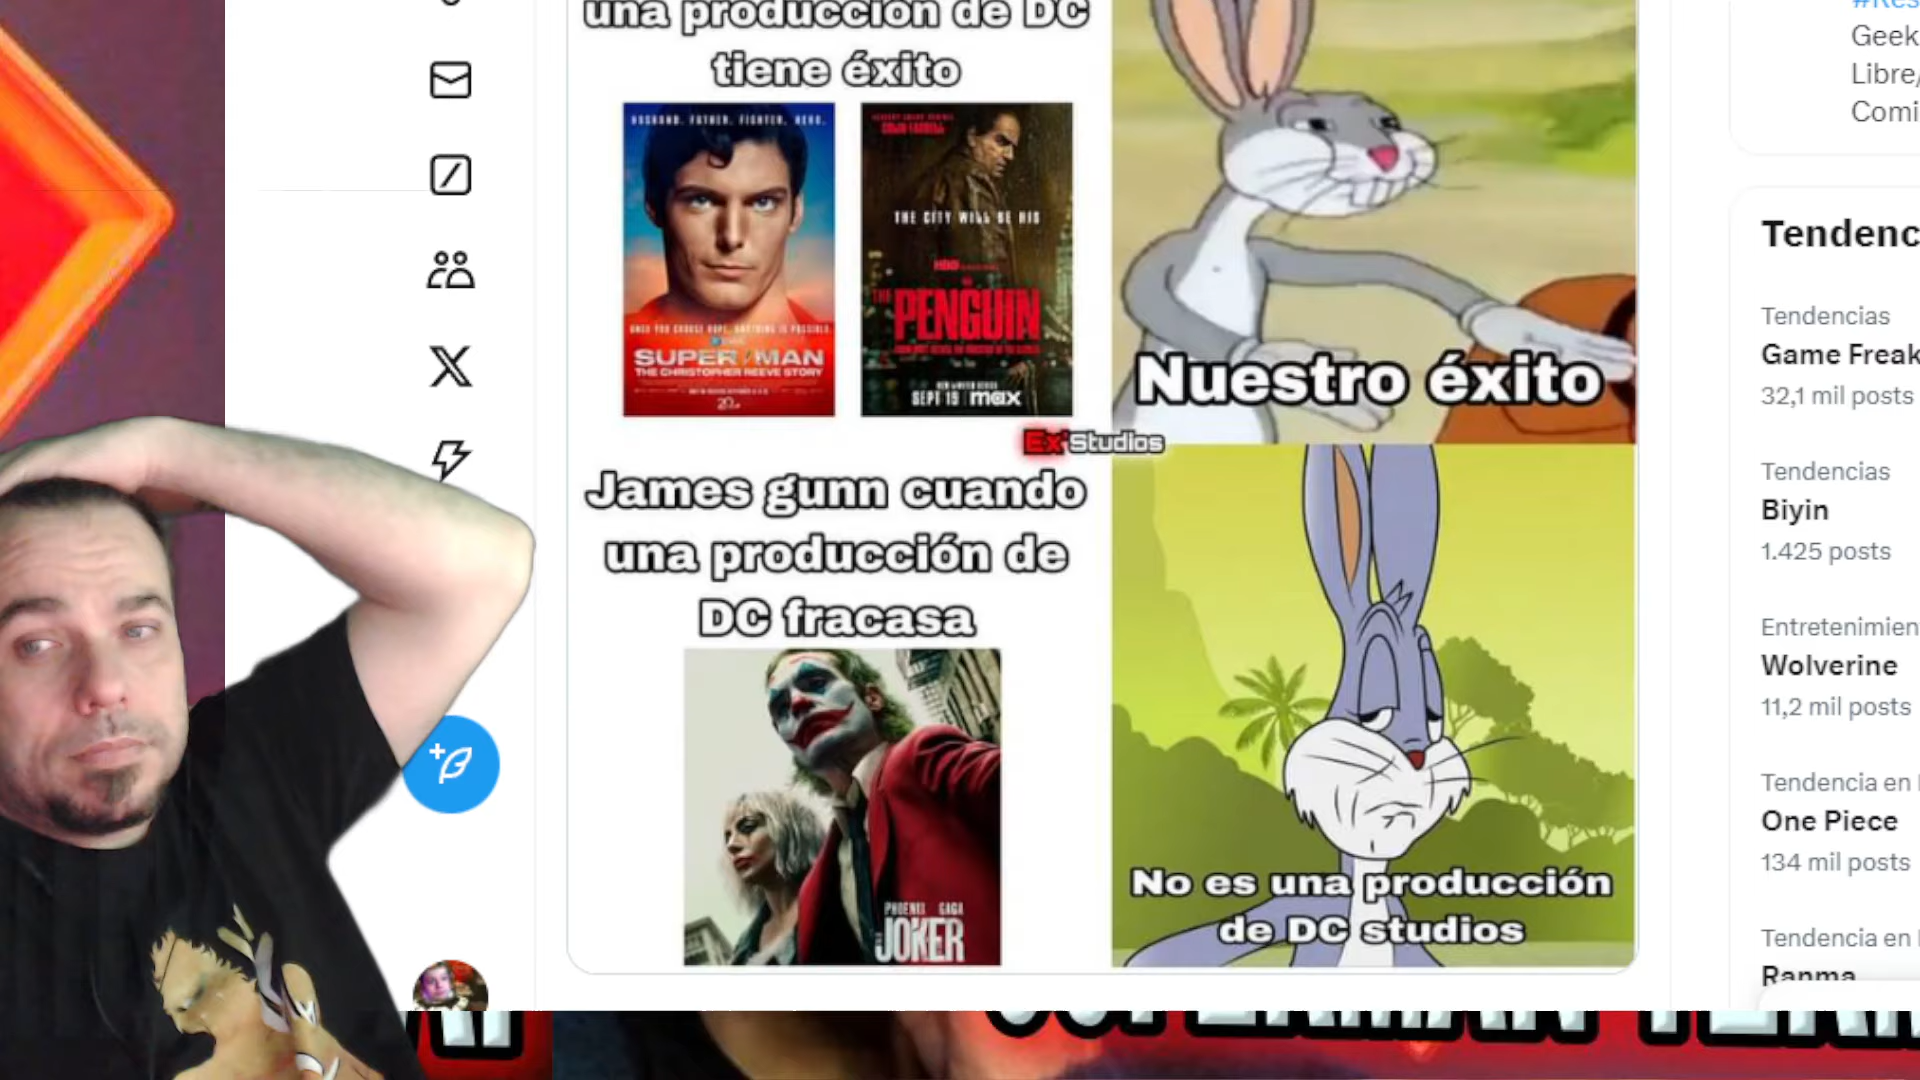 una producción de DC
tiene éxito
HUSBAND. FATHER. FIGHTER. HERO.
SUPER/MAN
THE CHRISTOPHER REEVE STORY
COLIN FARRELL
THE CITY WILL BE HIS
THE
PENGUIN
SEPT 19 | max
Nuestro éxito
Ex Studios
James gunn cuando
una producción de
DC fracasa
PHOENIX GAGA
JOKER
No es una producción
de DC studios
Geek
Libre/
Comi
Tendenc
Tendencias
Game Freak
32,1 mil posts
Tendencias
Biyin
1.425 posts
Entretenimien
Wolverine
11,2 mil posts
Tendencia en
One Piece
134 mil posts
Tendencia en
Ranma